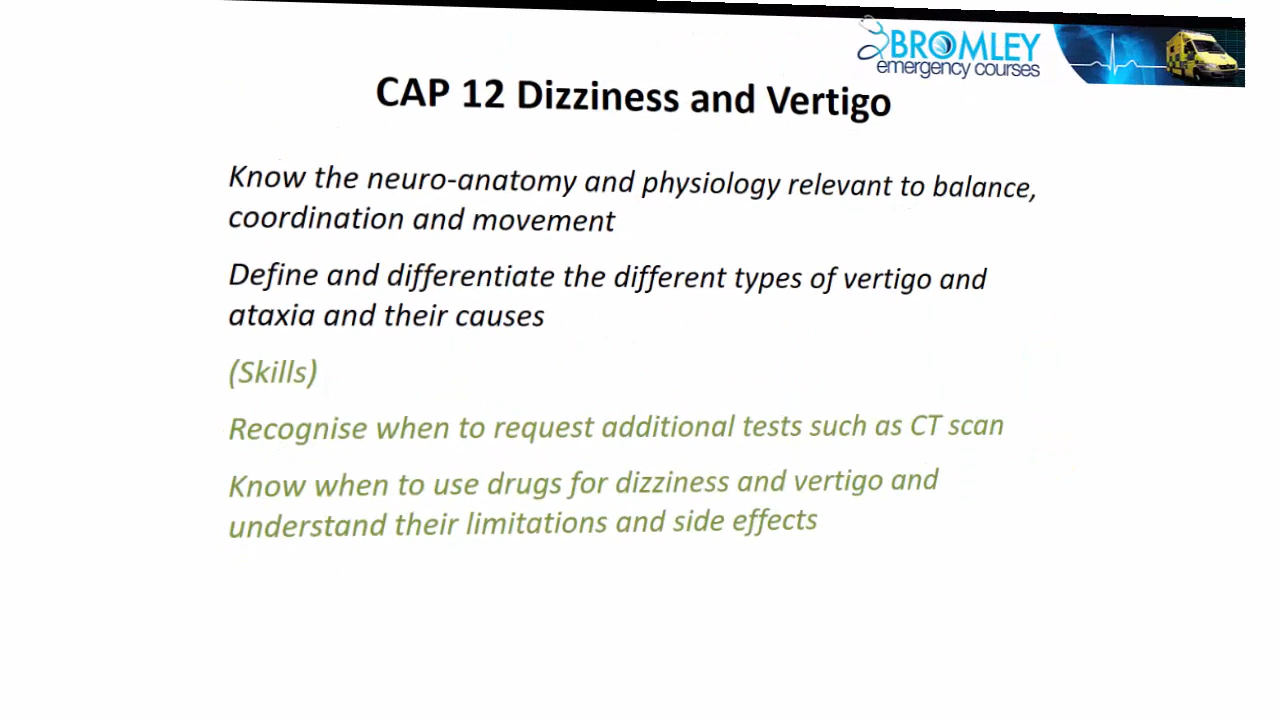 BROMLEY
emergency courses
CAP 12 Dizziness and Vertigo
Know the neuro-anatomy and physiology relevant to balance,
coordination and movement
Define and differentiate the different types of vertigo and
ataxia and their causes
(Skills)
Recognise when to request additional tests such as CT scan
Know when to use drugs for dizziness and vertigo and
understand their limitations and side effects